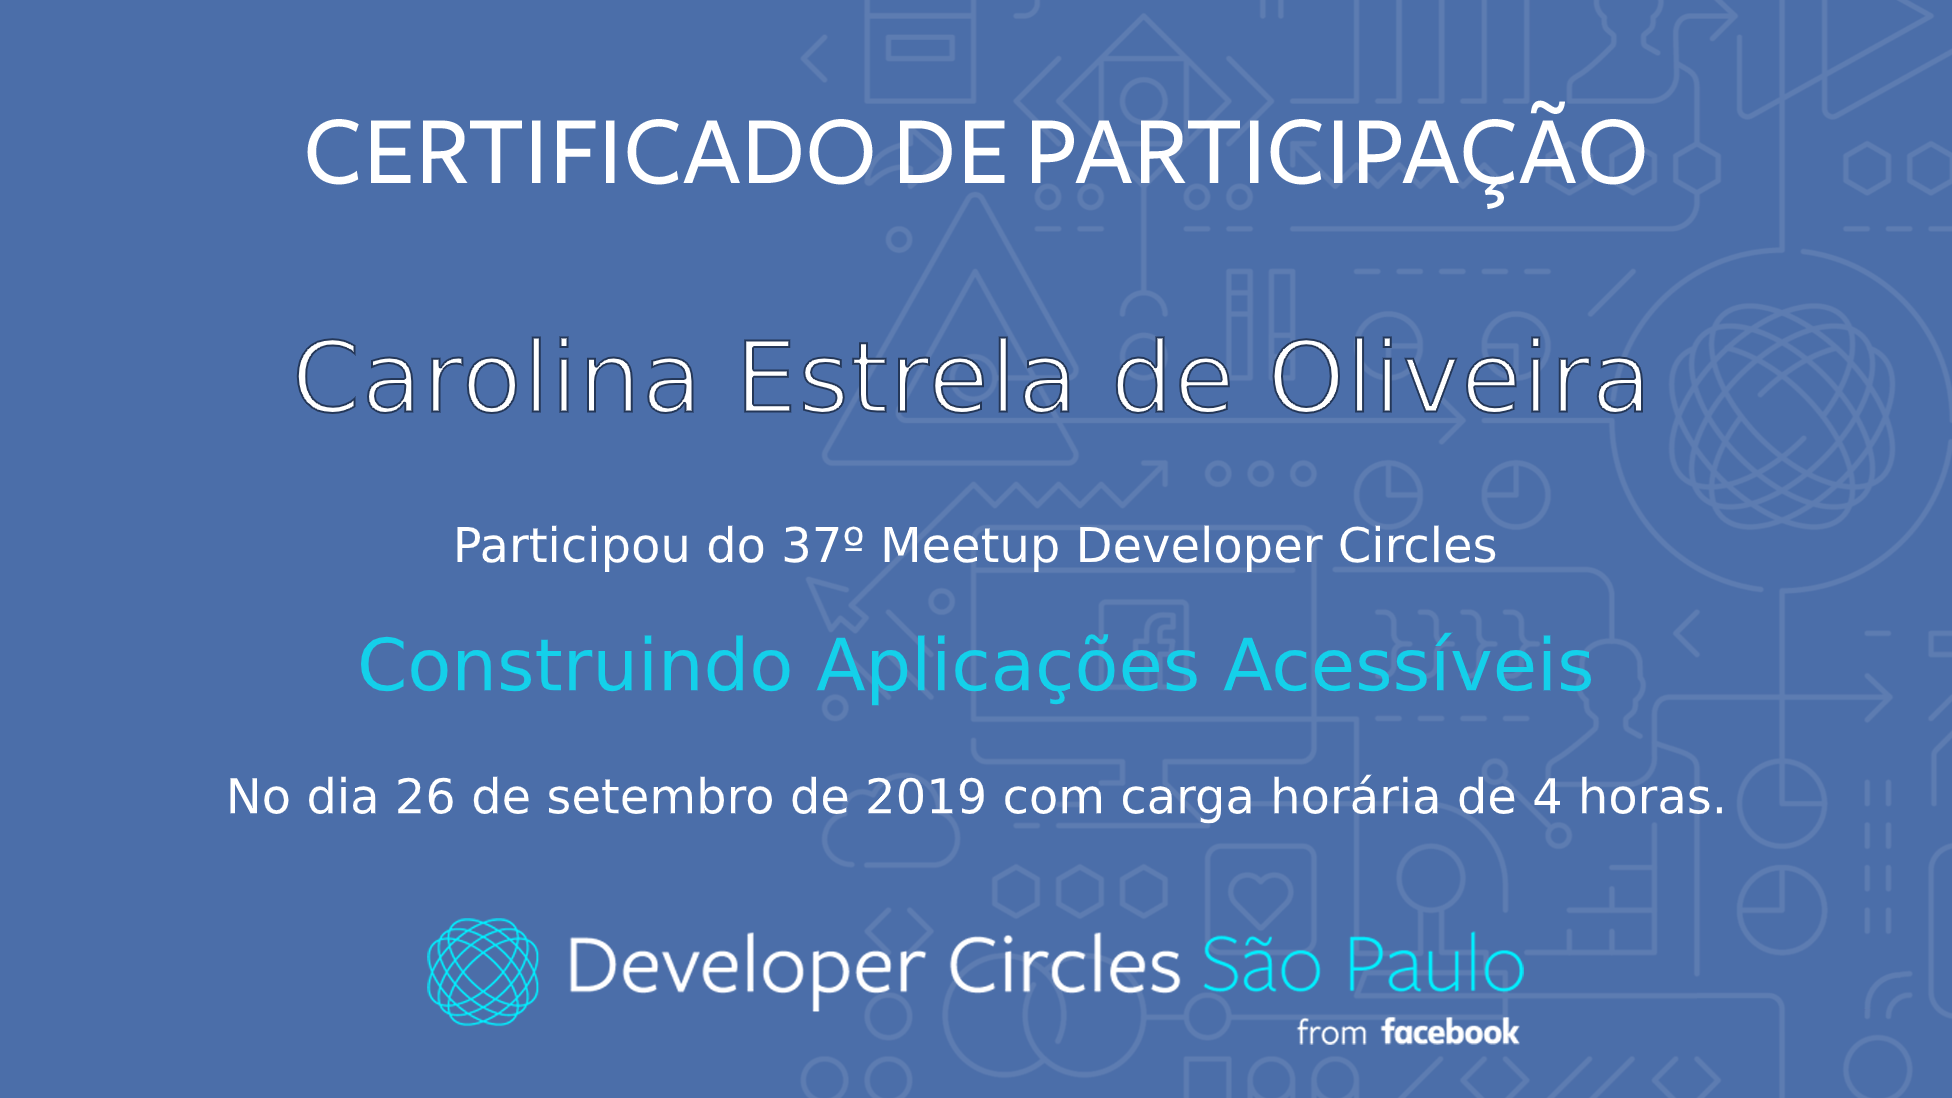 CERTIFICADO DE PARTICIPAÇÃO
Carolina Estrela de Oliveira
Participou do 37º Meetup Developer Circles
Construindo Aplicações Acessíveis
No dia 26 de setembro de 2019 com carga horária de 4 horas.
Developer Circles São Paulo
from facebook